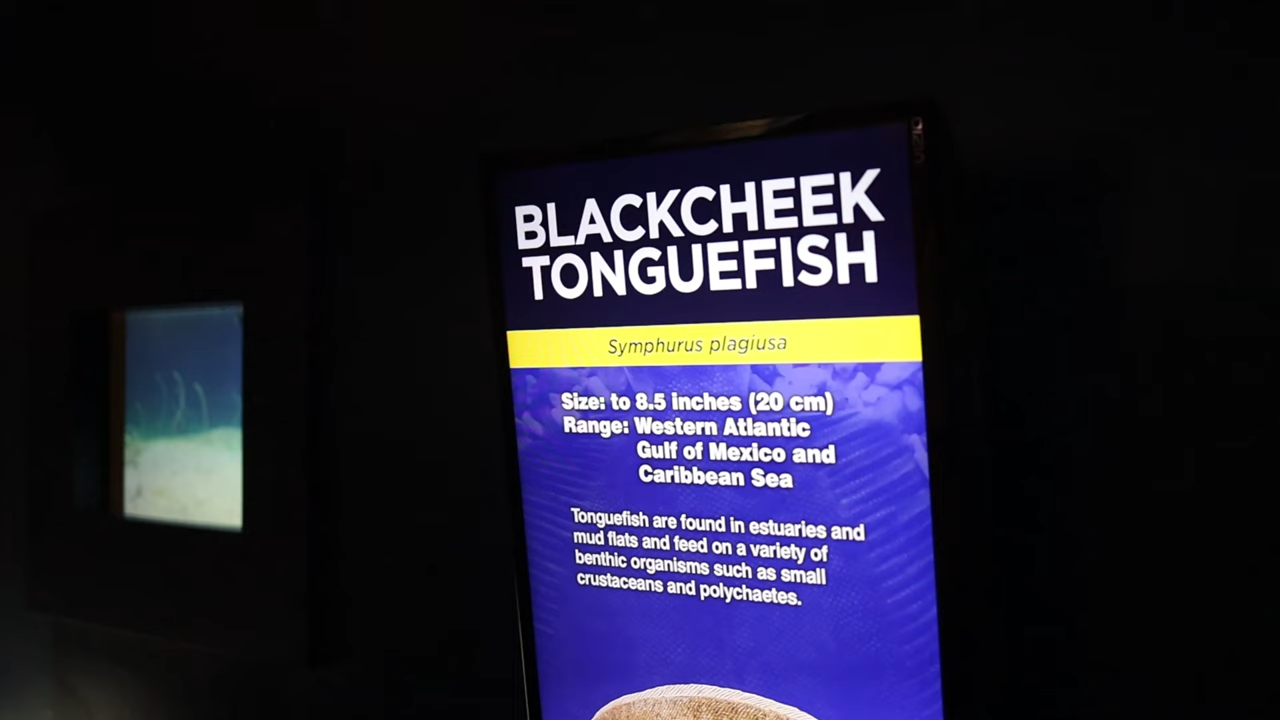 BLACKCHEEK
TONGUEFISH
Symphurus plagiusa
Size: to 8.5 inches (20 cm)
Range: Western Atlantic
Gulf of Mexico and
Caribbean Sea
Tonguefish are found in estuaries and
mud flats and feed on a variety of
benthic organisms such as small
crustaceans and polychaetes.